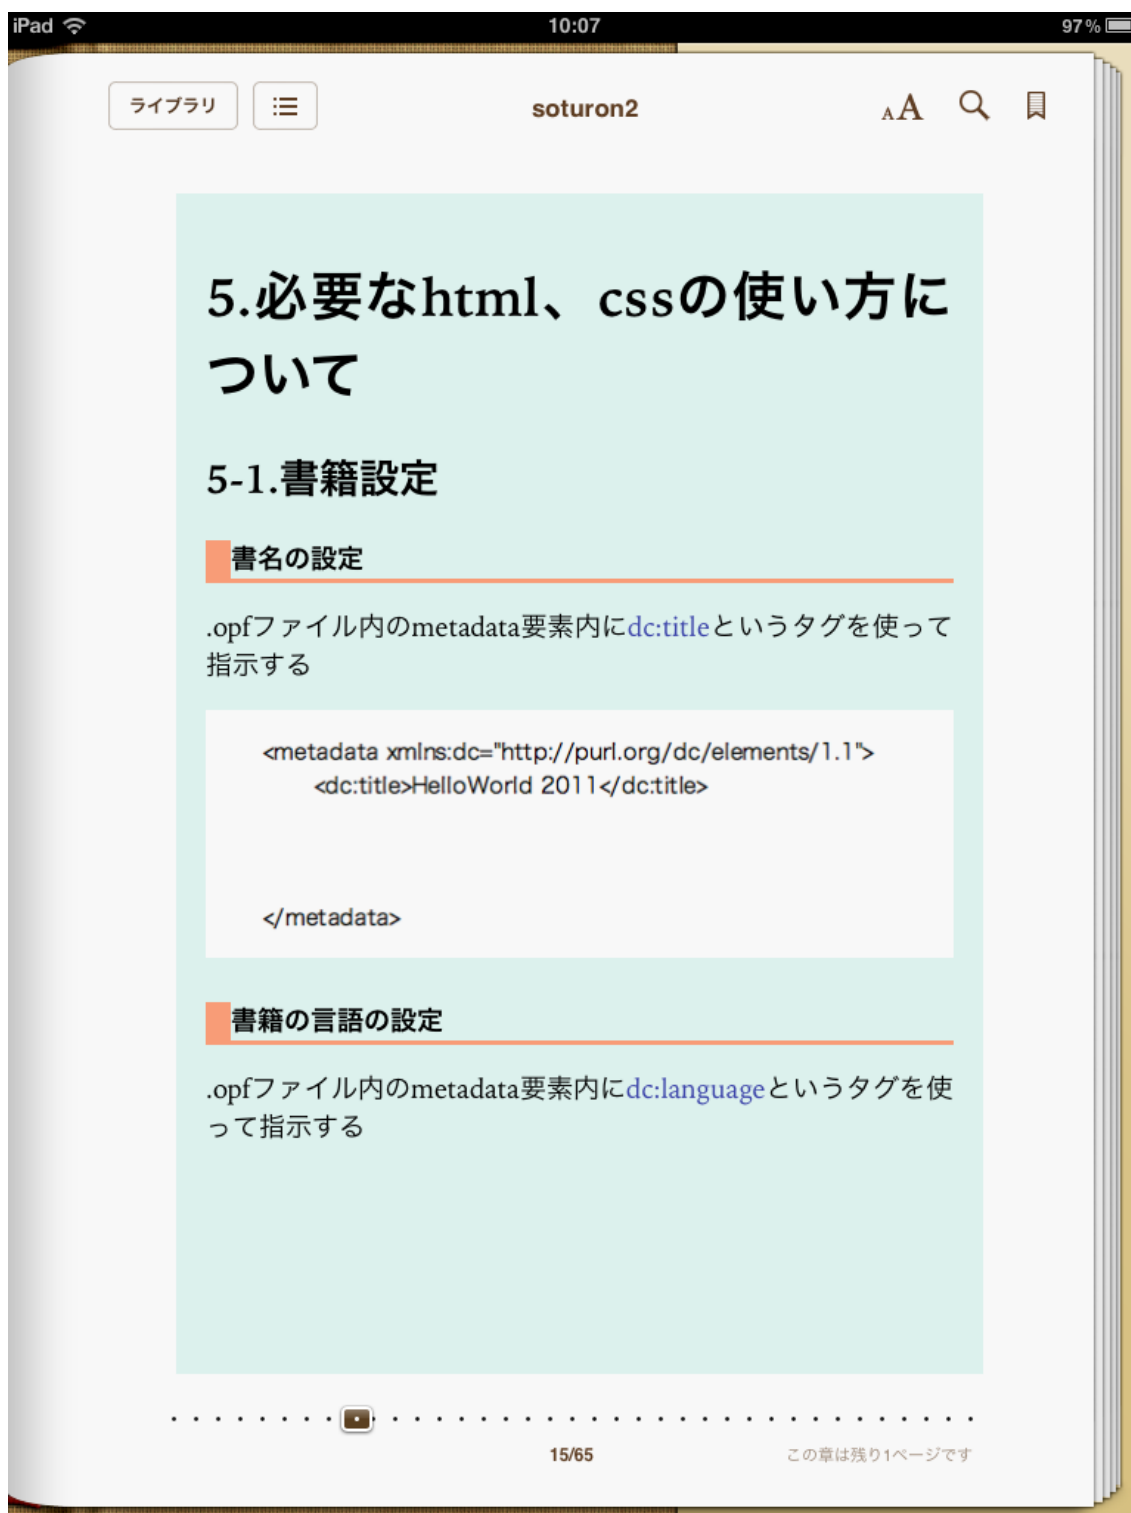 iPad 10:07 97%
ライブラリ soturon2 AA
5.必要なhtml、cssの使い方に
ついて
5-1.書籍設定
書名の設定
.opfファイル内のmetadata要素内にdc:titleというタグを使って
指示する
<metadata xmlns:dc="http://purl.org/dc/elements/1.1">
<dc:title>HelloWorld 2011</dc:title>
</metadata>
書籍の言語の設定
.opfファイル内のmetadata要素内にdc:languageというタグを使
って指示する
15/65 この章は残り1ページです